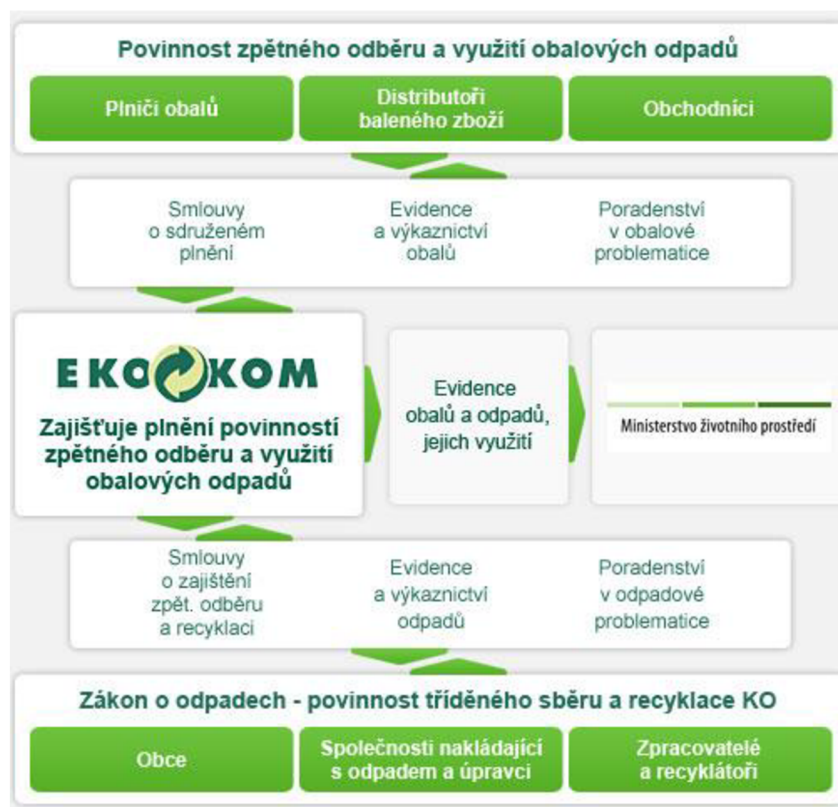 Povinnost zpětného odběru a využití obalových odpadů
Plniči obalů
Distributoři
baleného zboží
Obchodníci
Smlouvy
o sdruženém
plnění
Evidence
a výkaznictví
obalů
Poradenství
v obalové
problematice
EKO KOM
Zajišťuje plnění povinností
zpětného odběru a využití
obalových odpadů
Evidence
obalů a odpadů,
jejich využití
Ministerstvo životního prostředí
Smlouvy
o zajištění
zpět. odběru
a recyklaci
Evidence
a výkaznictví
odpadů
Poradenství
v odpadové
problematice
Zákon o odpadech - povinnost tříděného sběru a recyklace KO
Obce
Společnosti nakládající
s odpadem a úpravci
Zpracovatelé
a recyklátoři